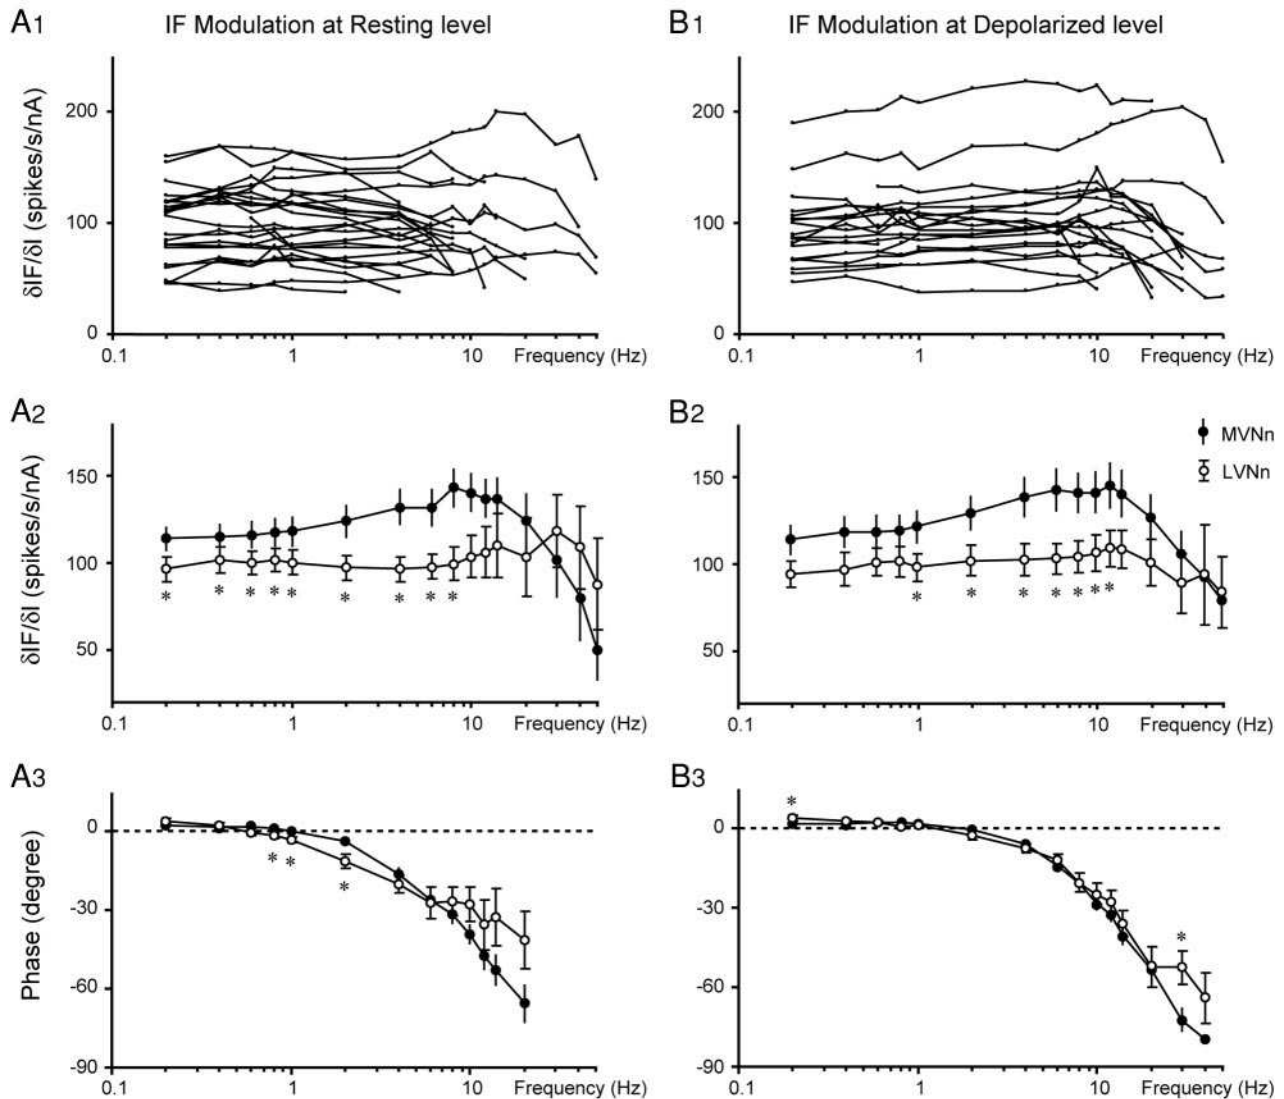 A1 IF Modulation at Resting level
δIF/δI (spikes/s/nA)
200
100
0
0.1 1 10 Frequency (Hz)
B1 IF Modulation at Depolarized level
200
100
0
0.1 1 10 Frequency (Hz)
A2
δIF/δI (spikes/s/nA)
150
100
50
* * * * * * * * *
0.1 1 10 Frequency (Hz)
B2
MVNn
LVNn
150
100
50
* * * * * * *
0.1 1 10 Frequency (Hz)
A3
Phase (degree)
0
-30
-60
-90
* * *
0.1 1 10 Frequency (Hz)
B3
*
0
-30
*
-60
-90
0.1 1 10 Frequency (Hz)